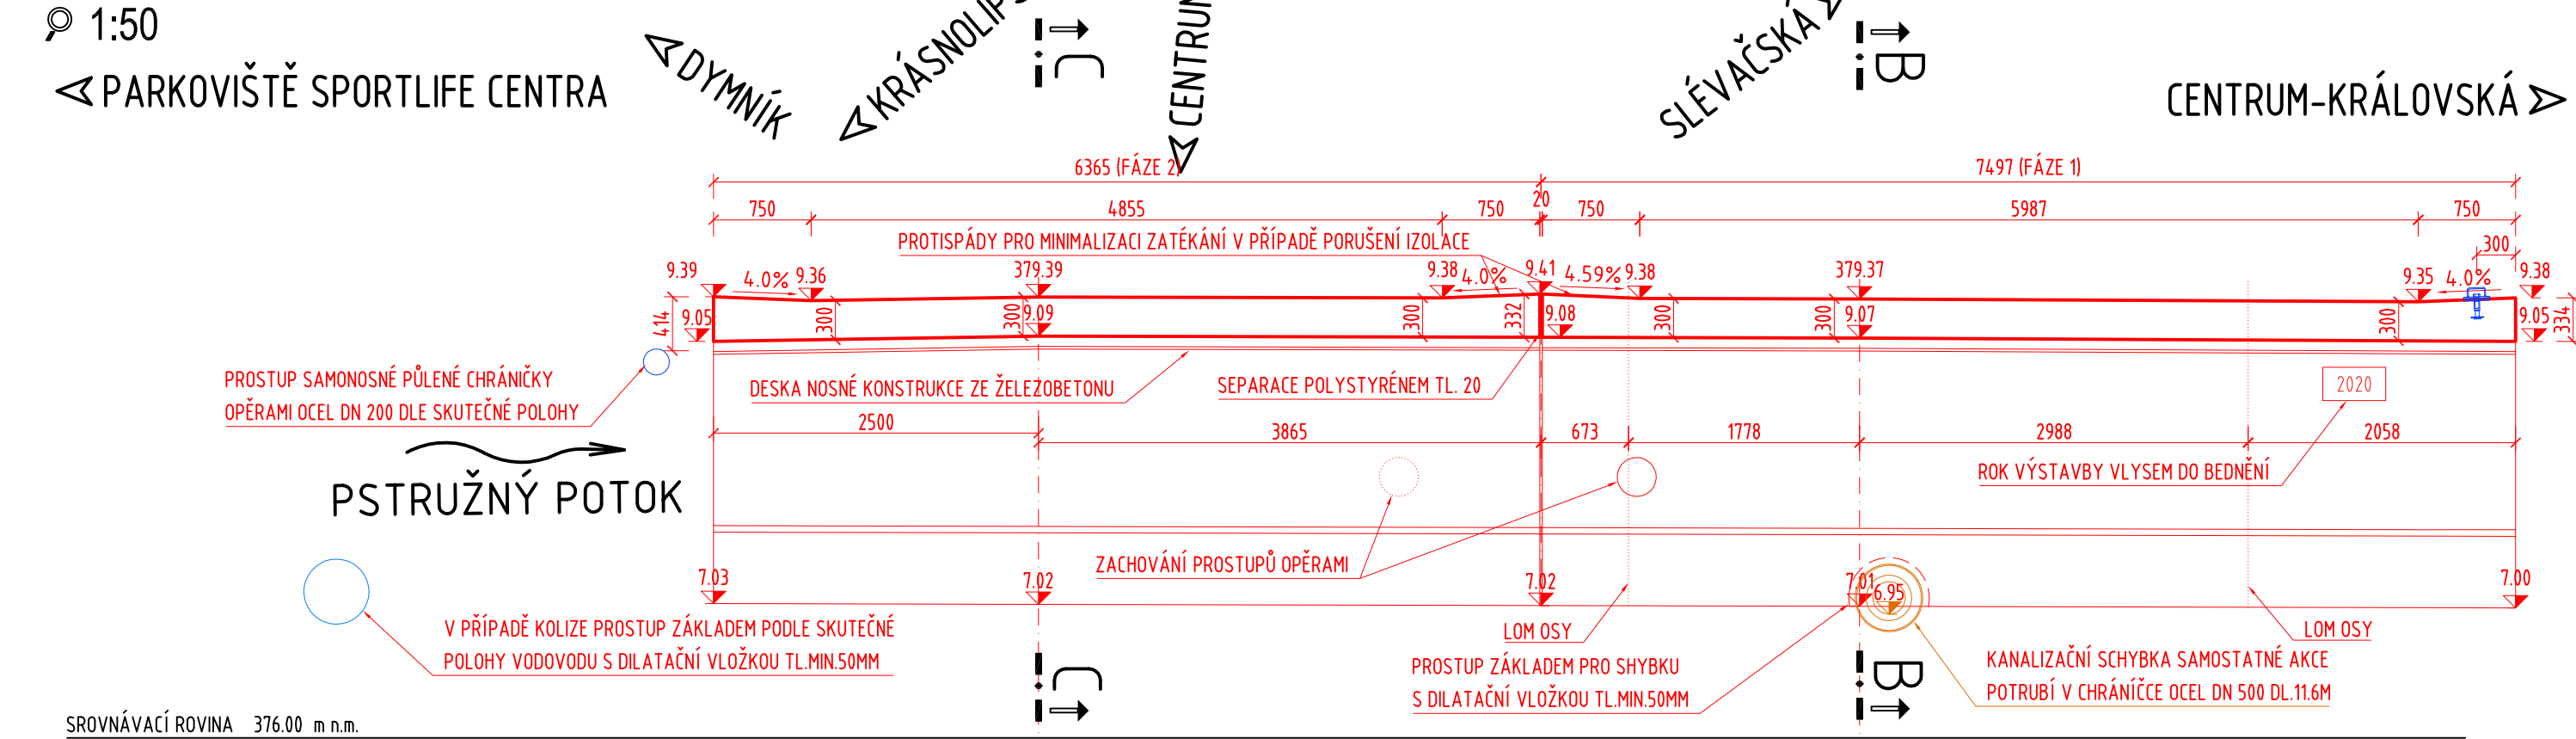 1:50
PARKOVIŠTĚ SPORTLIFE CENTRA
DYMNÍK
CENTRUM
SLÉVAČSKÁ
C
B
CENTRUM-KRÁLOVSKÁ
6365 (FÁZE 2)
7497 (FÁZE 1)
750
4855
750
20
750
5987
750
300
PROTISPÁDY PRO MINIMALIZACI ZATÉKÁNÍ V PŘÍPADĚ PORUŠENÍ IZOLACE
9.39
4.0%
9.36
379.39
9.38
4.0%
9.41
4.59%
9.38
379.37
9.35
4.0%
9.38
414
9.05
300
300
9.09
300
332
9.08
300
300
9.07
300
9.05
334
PROSTUP SAMONOSNÉ PŮLENÉ CHRÁNIČKY
OPĚRAMI OCEL DN 200 DLE SKUTEČNÉ POLOHY
DESKA NOSNÉ KONSTRUKCE ZE ŽELEZOBETONU
SEPARACE POLYSTYRÉNEM TL. 20
2020
2500
3865
673
1778
2988
2058
ROK VÝSTAVBY VLYSEM DO BEDNĚNÍ
PSTRUŽNÝ POTOK
ZACHOVÁNÍ PROSTUPŮ OPĚRAMI
7.03
7.02
7.02
7.01
6.95
7.00
V PŘÍPADĚ KOLIZE PROSTUP ZÁKLADEM PODLE SKUTEČNÉ
POLOHY VODOVODU S DILATAČNÍ VLOŽKOU TL.MIN.50MM
LOM OSY
LOM OSY
PROSTUP ZÁKLADEM PRO SHYBKU
S DILATAČNÍ VLOŽKOU TL.MIN.50MM
KANALIZAČNÍ SCHYBKA SAMOSTATNÉ AKCE
POTRUBÍ V CHRÁNÍČCE OCEL DN 500 DL.11.6M
C
B
SROVNÁVACÍ ROVINA 376.00 m n.m.